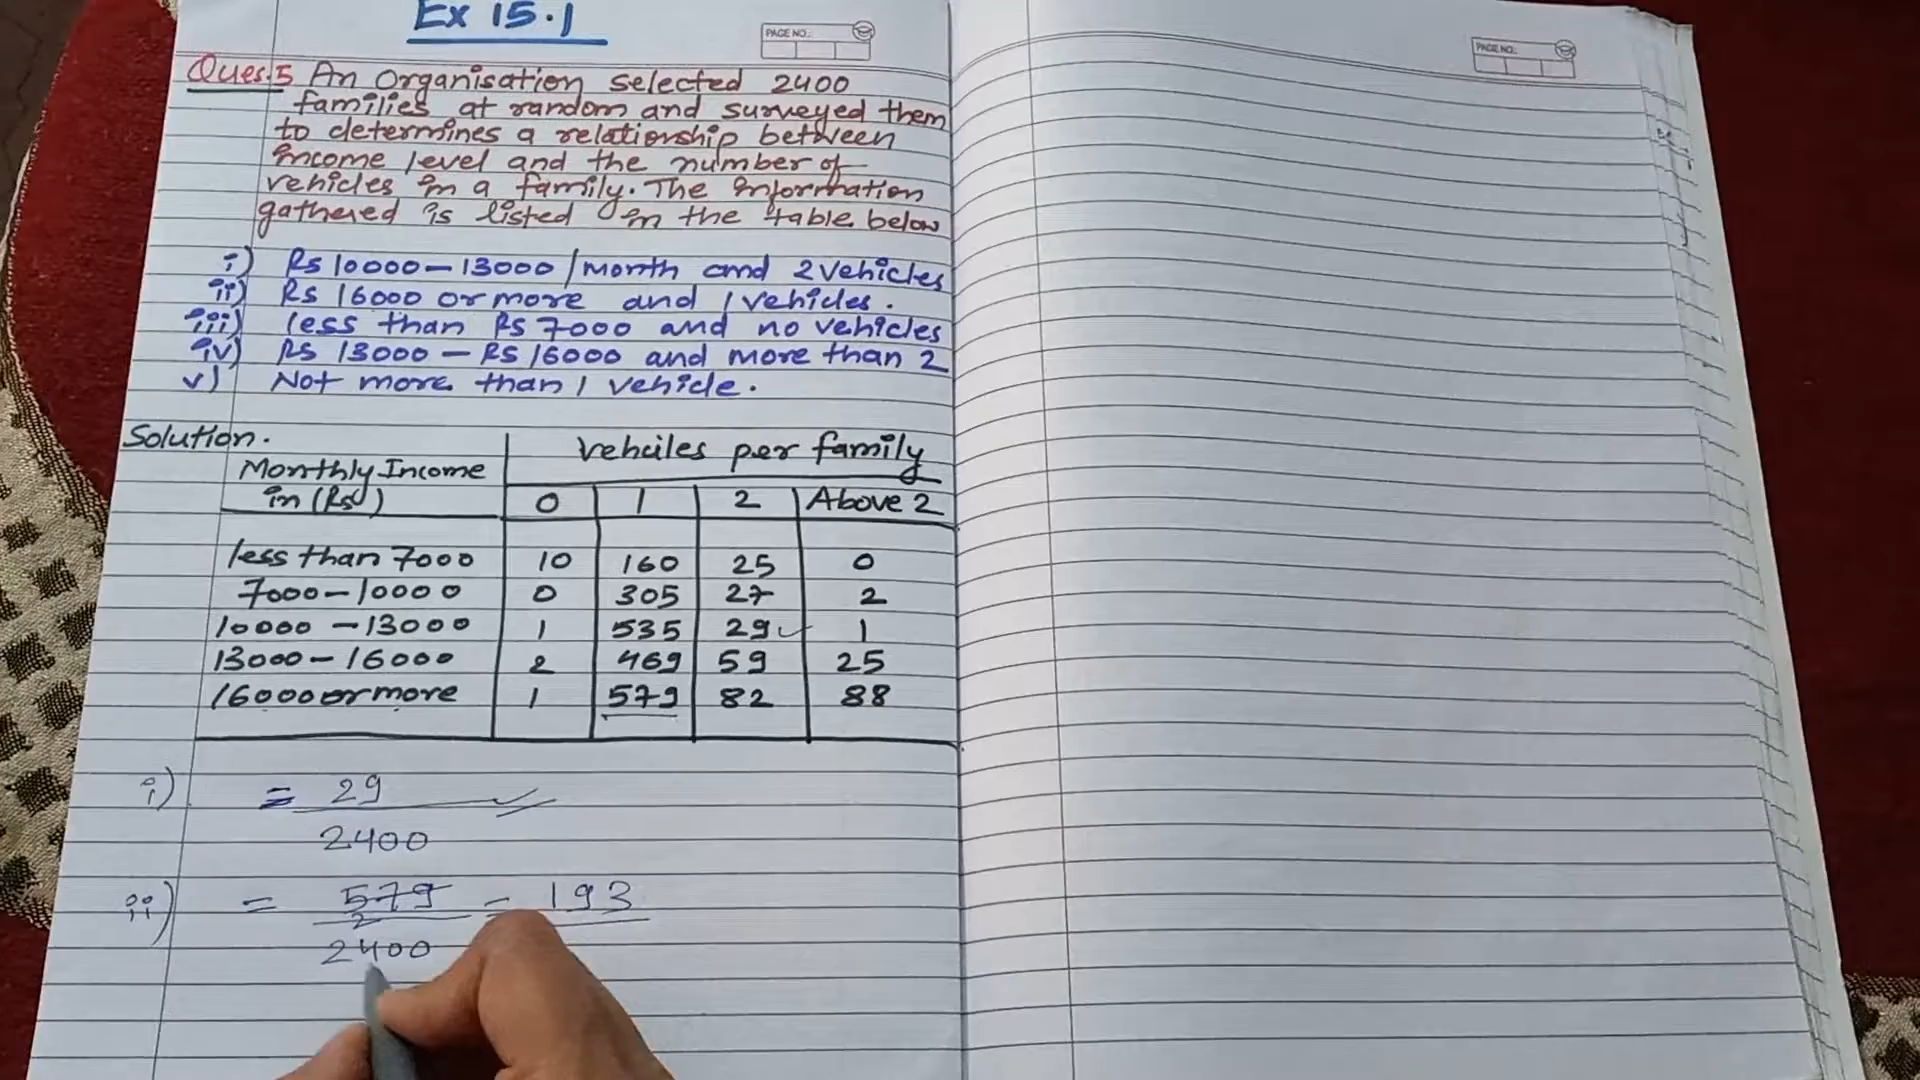 Ex 15.1
PAGE NO.:
PAGE NO.:
Ques.5 An Organisation selected 2400
families at random and surveyed them
to determines a relationship between
income level and the number of
vehicles in a family. The information
gathered is listed in the table below
i) Rs 10000-13000/month and 2 vehicles
ii) Rs 16000 or more and 1 vehicles.
iii) less than Rs 7000 and no vehicles
iv) Rs 13000 - Rs 16000 and more than 2
v) Not more than 1 vehicle.
Solution.
Monthly Income in (Rs) vehciles per family
0 1 2 Above 2
less than 7000 10 160 25 0
7000-10000 0 305 27 2
10000-13000 1 535 29 1
13000-16000 2 469 59 25
16000 or more 1 579 82 88
i) = 29
2400
ii) = 579 = 193
2400